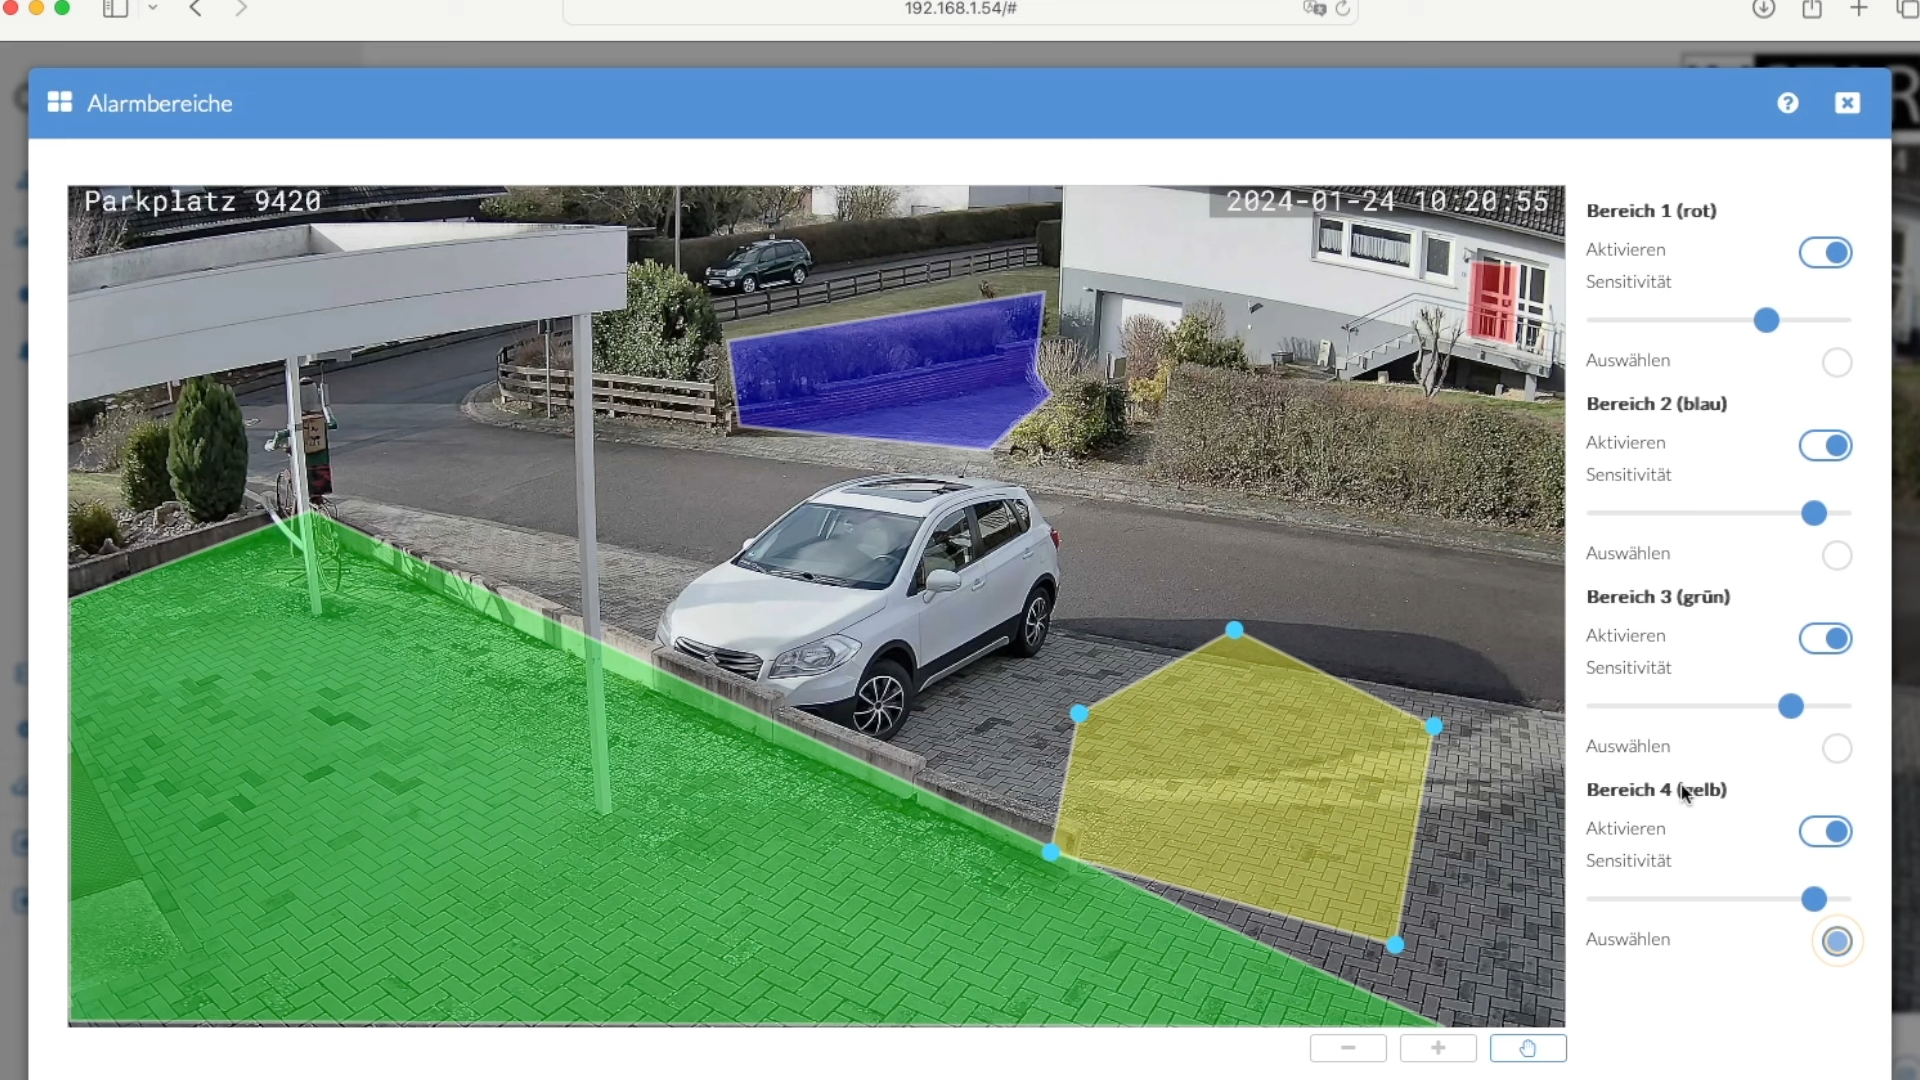 192.168.1.54/#
Alarmbereiche
Parkplatz 9420
2024-01-24 10:20:55
Bereich 1 (rot)
Aktivieren
Sensitivität
Auswählen
Bereich 2 (blau)
Aktivieren
Sensitivität
Auswählen
Bereich 3 (grün)
Aktivieren
Sensitivität
Auswählen
Bereich 4 (gelb)
Aktivieren
Sensitivität
Auswählen